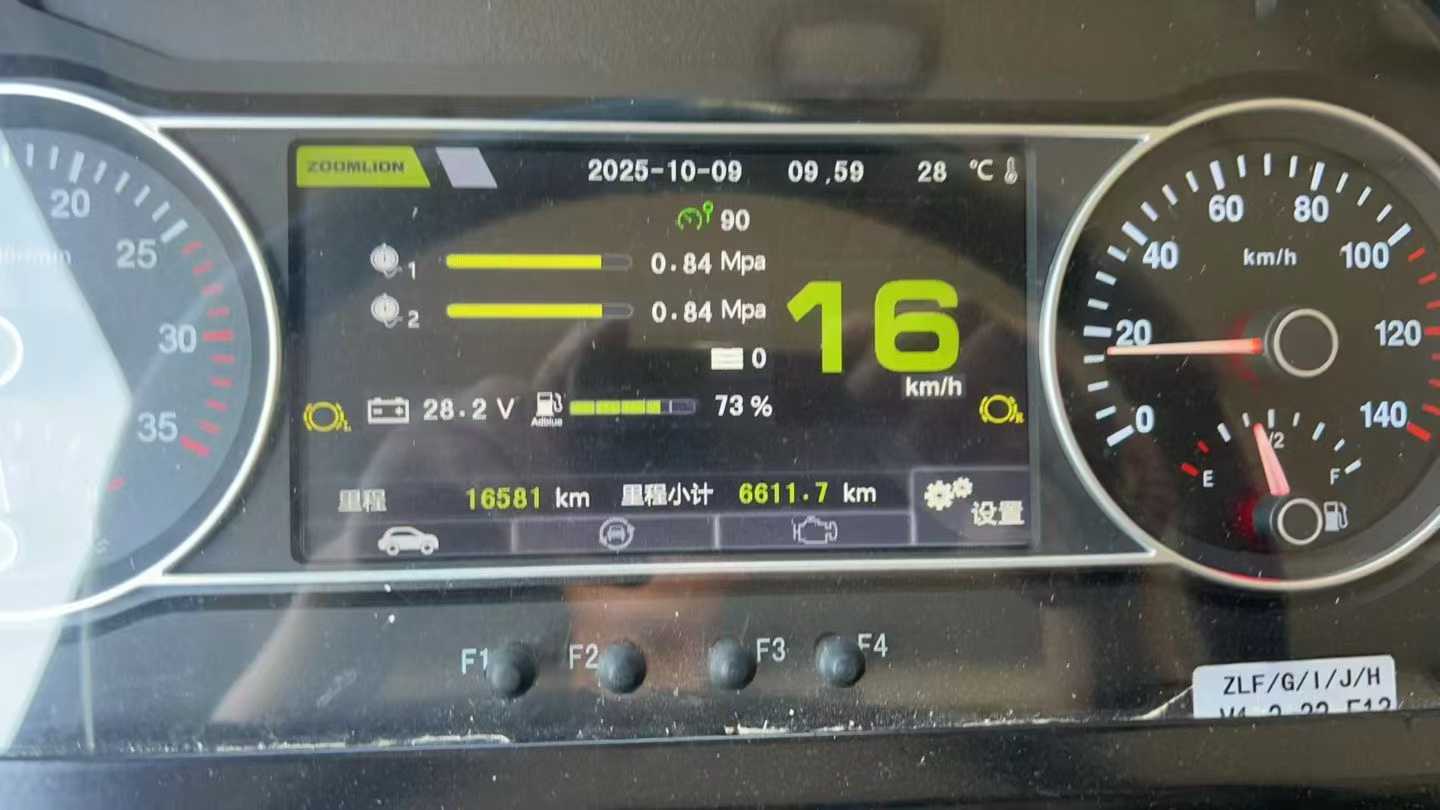 ZOOMLION 2025-10-09 09.59 28 ℃
90
1 0.84 Mpa
2 0.84 Mpa
16
km/h
0
28.2 V Adblue 73 %
L R
里程 16581 km 里程小计 6611.7 km
设置
20
25
30
35
0
20
40
60
80
100
120
140
km/h
E 1/2 F
F1 F2 F3 F4
ZLF/G/I/J/H